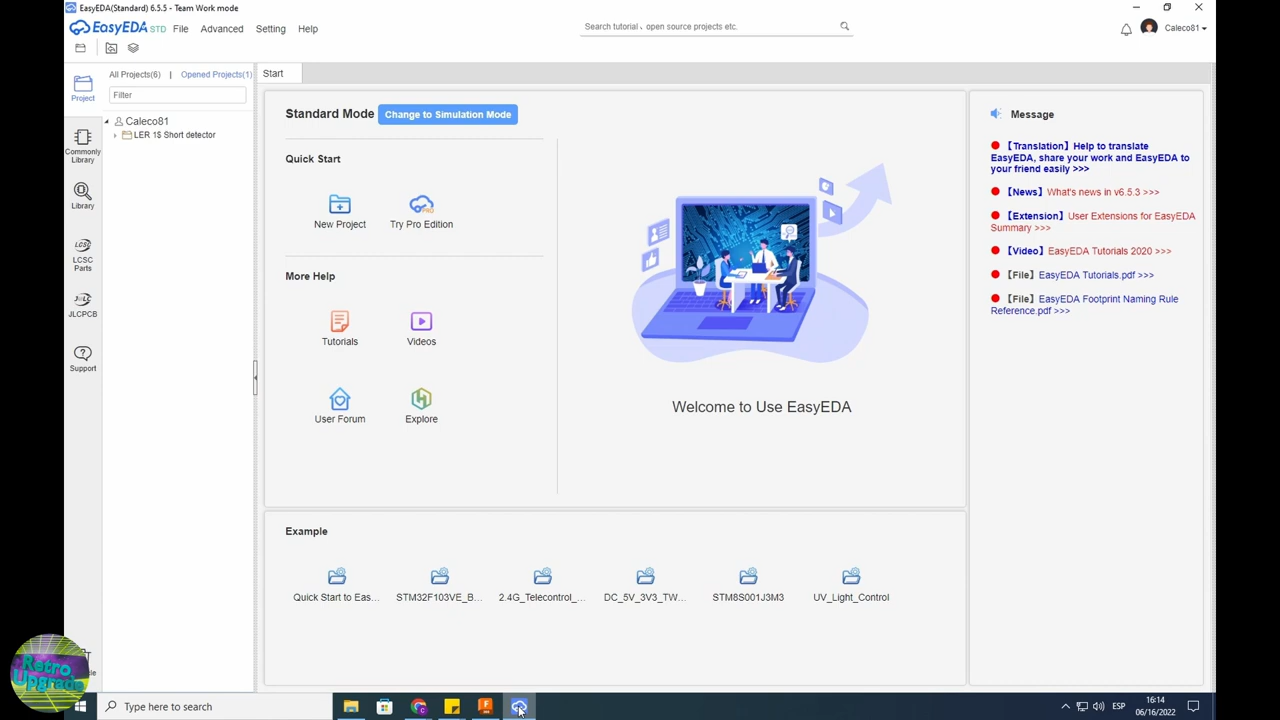 EasyEDA(Standard) 6.5.5 - Team Work mode
EasyEDA STD File Advanced Setting Help
Search tutorial、open source projects etc.
Caleco81
Project
Commonly
Library
Library
LCSC
LCSC
Parts
JLC
JLCPCB
Support
All Projects(6) | Opened Projects(1)
Filter
Caleco81
LER 1$ Short detector
Start
Standard Mode Change to Simulation Mode
Quick Start
New Project
PRO
Try Pro Edition
More Help
Tutorials
Videos
User Forum
Explore
Welcome to Use EasyEDA
Example
Quick Start to Eas...
STM32F103VE_B...
2.4G_Telecontrol_...
DC_5V_3V3_TW...
STM8S001J3M3
UV_Light_Control
Message
【Translation】Help to translate
EasyEDA, share your work and EasyEDA to
your friend easily >>>
【News】What's news in v6.5.3 >>>
【Extension】User Extensions for EasyEDA
Summary >>>
【Video】EasyEDA Tutorials 2020 >>>
【File】EasyEDA Tutorials.pdf >>>
【File】EasyEDA Footprint Naming Rule
Reference.pdf >>>
Retro
Upgrade
Type here to search
ESP
16:14
06/16/2022